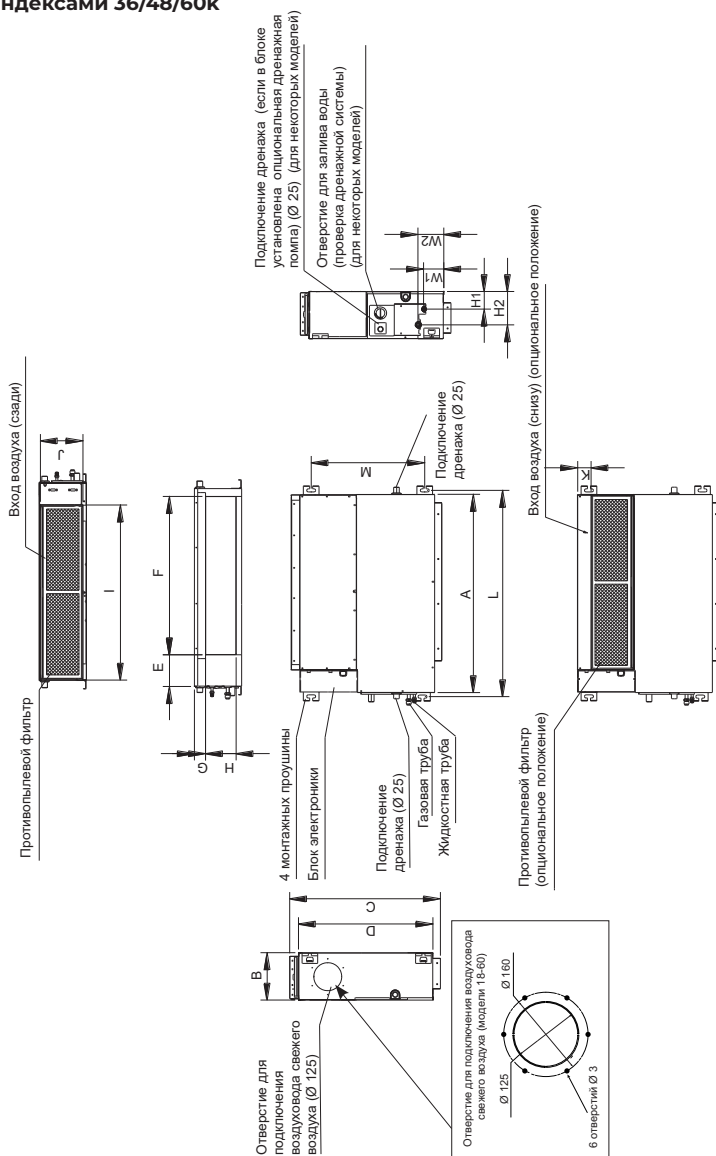 ндексами 36/48/60k
Подключение дренажа (если в блоке
установлена опциональная дренажная
помпа) (Ø 25) (для некоторых моделей)
Отверстие для залива воды
(проверка дренажной системы)
(для некоторых моделей)
W2
W1
H1
H2
Вход воздуха (сзади)
J
I
Противопылевой фильтр
F
E
G
H
M
Подключение
дренажа (Ø 25)
A
L
4 монтажных проушины
Блок электроники
Подключение
дренажа (Ø 25)
Газовая труба
Жидкостная труба
Вход воздуха (снизу) (опциональное положение)
K
Противопылевой фильтр
(опциональное положение)
C
D
B
Отверстие для
подключения
воздуховода свежего
воздуха (Ø 125)
Отверстие для подключения воздуховода
свежего воздуха (модели 18-60)
Ø 160
Ø 125
6 отверстий Ø 3